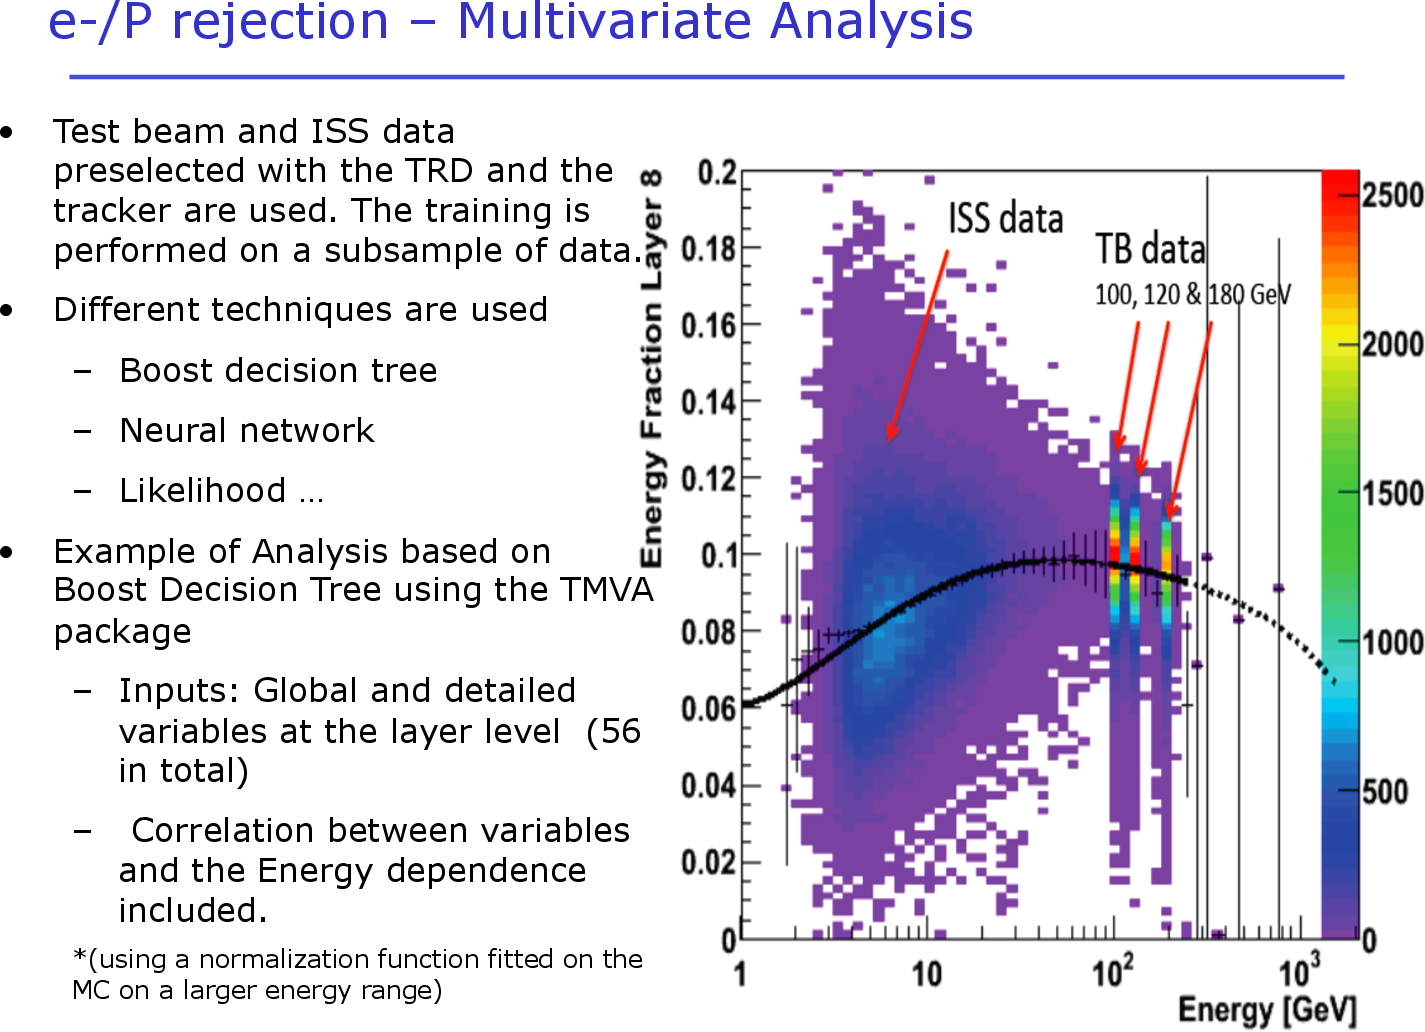 e-/P rejection – Multivariate Analysis
• Test beam and ISS data
preselected with the TRD and the
tracker are used. The training is
performed on a subsample of data.
• Different techniques are used
– Boost decision tree
– Neural network
– Likelihood …
• Example of Analysis based on
Boost Decision Tree using the TMVA
package
– Inputs: Global and detailed
variables at the layer level (56
in total)
– Correlation between variables
and the Energy dependence
included.
*(using a normalization function fitted on the
MC on a larger energy range)
Energy Fraction Layer 8
0.2
0.18
0.16
0.14
0.12
0.1
0.08
0.06
0.04
0.02
0
ISS data
TB data
100, 120 & 180 GeV
1
10
10²
10³
Energy [GeV]
2500
2000
1500
1000
500
0